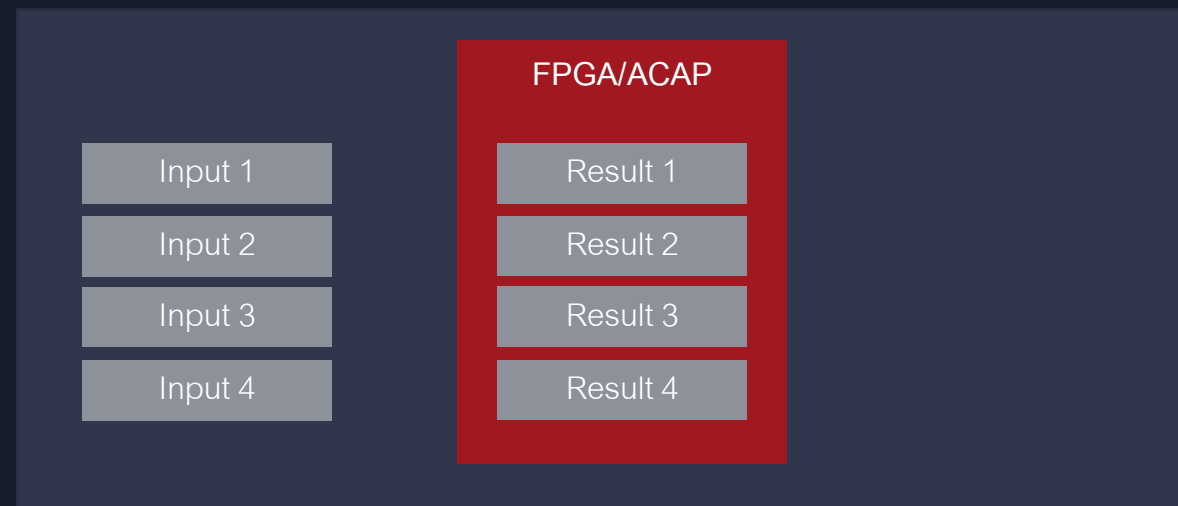 FPGA/ACAP
Input 1
Result 1
Input 2
Result 2
Input 3
Result 3
Input 4
Result 4